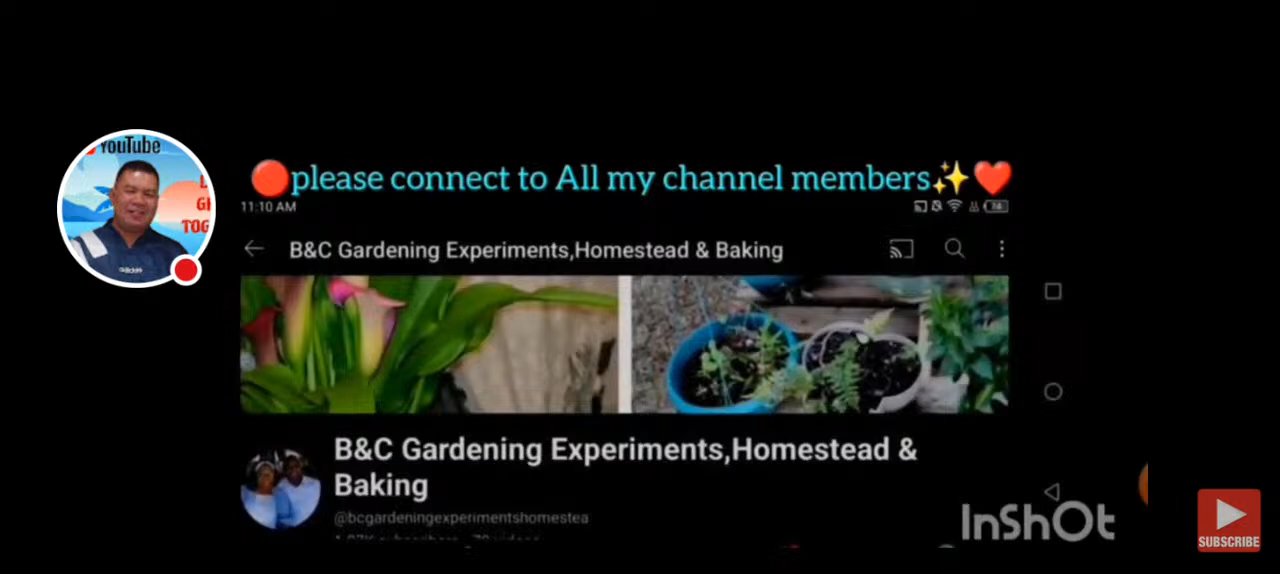 YouTube
🔴please connect to All my channel members✨❤️
11:10 AM
B&C Gardening Experiments,Homestead & Baking
adidas
B&C Gardening Experiments,Homestead &
Baking
@bcgardeningexperimentshomestea
InShOt
SUBSCRIBE